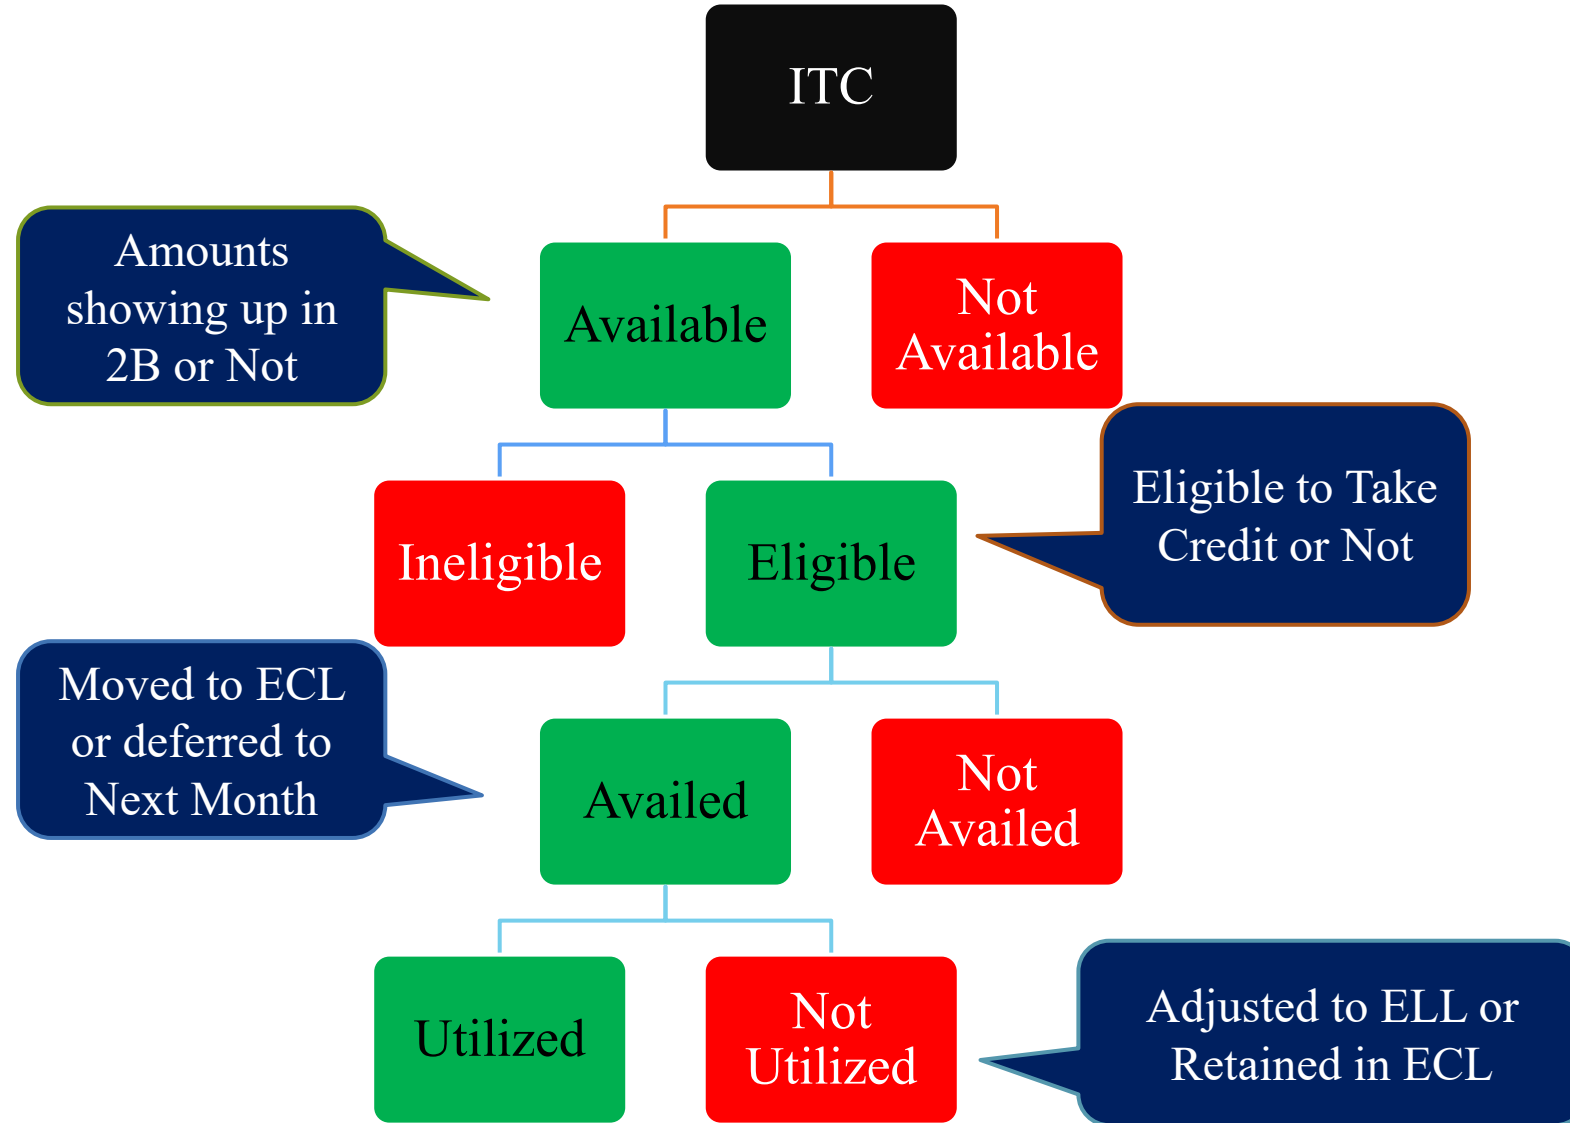 ITC
Amounts
showing up in
2B or Not
Available
Not
Available
Ineligible
Eligible
Eligible to Take
Credit or Not
Moved to ECL
or deferred to
Next Month
Availed
Not
Availed
Utilized
Not
Utilized
Adjusted to ELL or
Retained in ECL